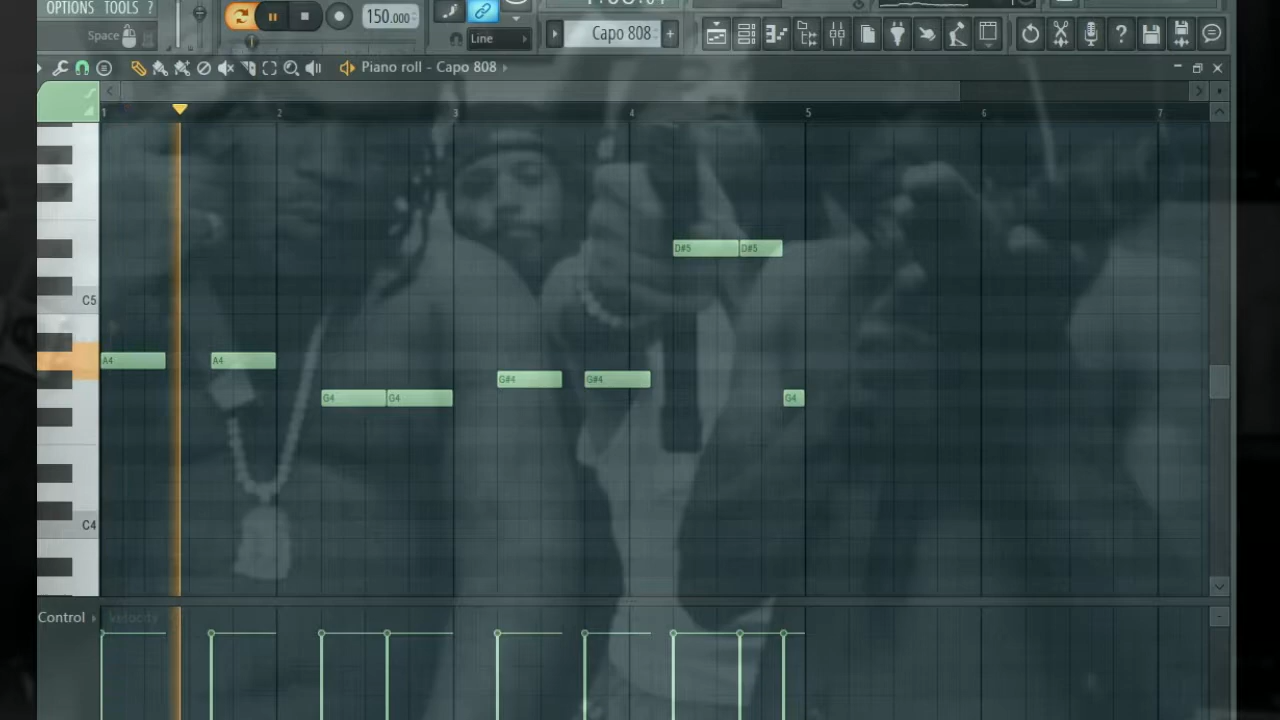 OPTIONS TOOLS ?
150.000
Space
Line
Capo 808
Piano roll - Capo 808
1 2 3 4 5 6 7
D#5 D#5
C5
A4 A4
G#4 G#4
G4 G4 G4
C4
Control velocity